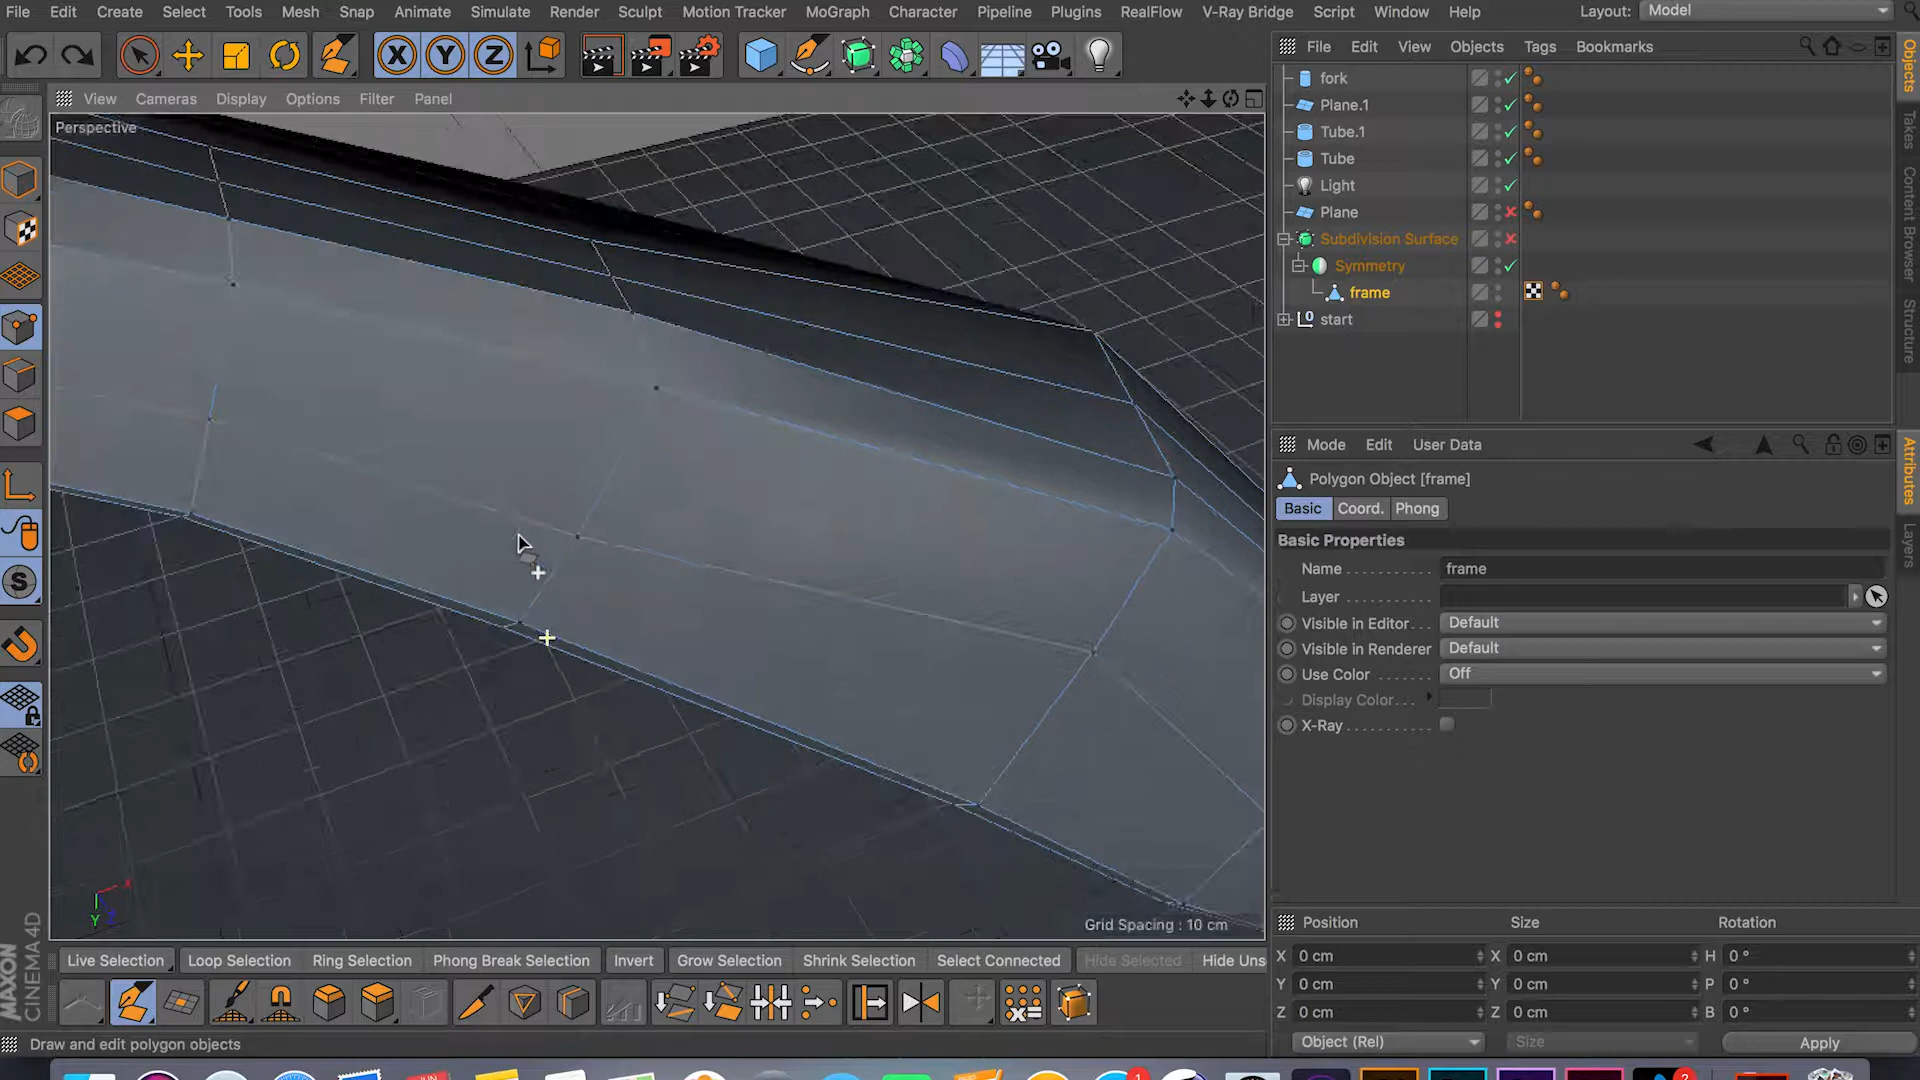 File Edit Create Select Tools Mesh Snap Animate Simulate Render Sculpt Motion Tracker MoGraph Character Pipeline Plugins RealFlow V-Ray Bridge Script Window Help Layout: Model
X Y Z
File Edit View Objects Tags Bookmarks
View Cameras Display Options Filter Panel
Perspective
fork
Plane.1
Tube.1
Tube
Light
Plane
Subdivision Surface
Symmetry
frame
start
Objects
Takes
Content Browser
Structure
Mode Edit User Data
Polygon Object [frame]
Basic Coord. Phong
Basic Properties
Name frame
Layer
Visible in Editor Default
Visible in Renderer Default
Use Color Off
Display Color
X-Ray
Attributes
Layers
S
X
Y
Z
Grid Spacing : 10 cm
Position Size Rotation
X 0 cm X 0 cm H 0 °
Y 0 cm Y 0 cm P 0 °
Z 0 cm Z 0 cm B 0 °
Object (Rel) Size Apply
Live Selection Loop Selection Ring Selection Phong Break Selection Invert Grow Selection Shrink Selection Select Connected Hide Selected Hide Uns
MAXON
CINEMA 4D
Draw and edit polygon objects